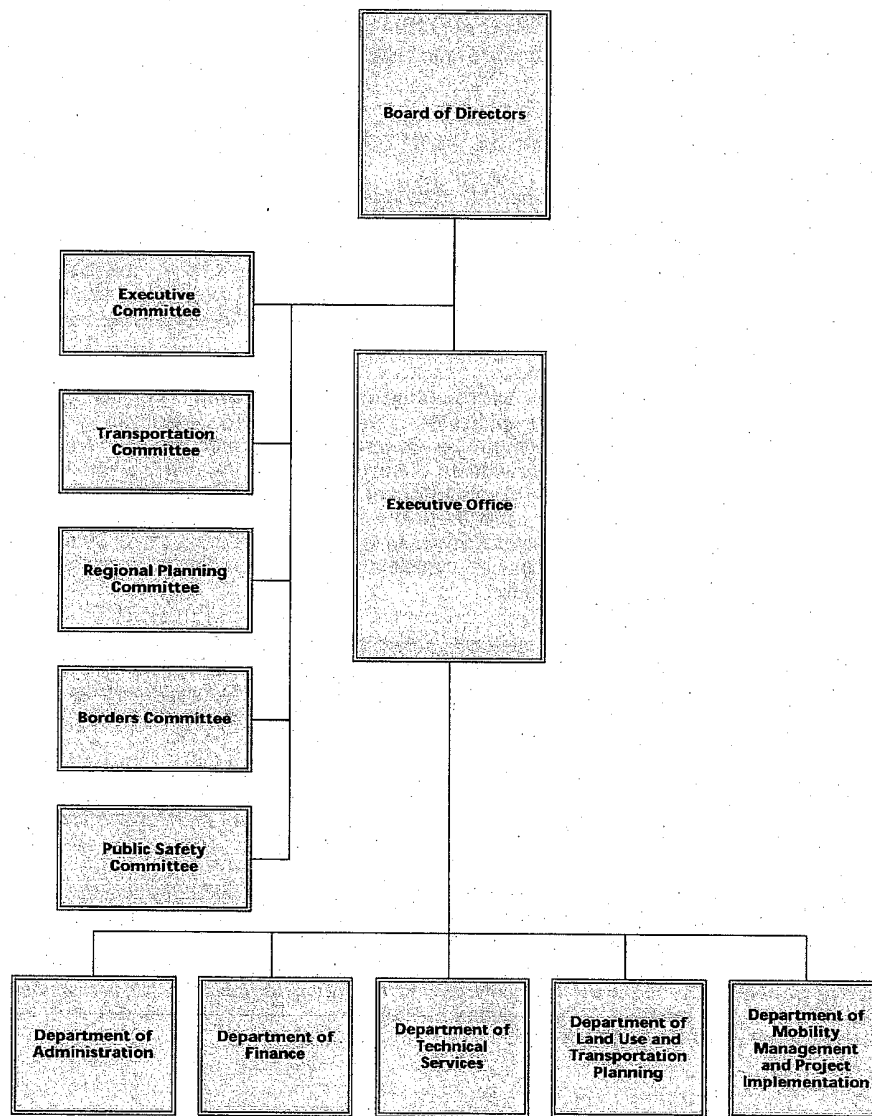 Board of Directors
Executive
Committee
Transportation
Committee
Executive Office
Regional Planning
Committee
Borders Committee
Public Safety
Committee
Department of
Administration
Department of
Finance
Department of
Technical
Services
Department of
Land Use and
Transportation
Planning
Department of
Mobility
Management
and Project
Implementation